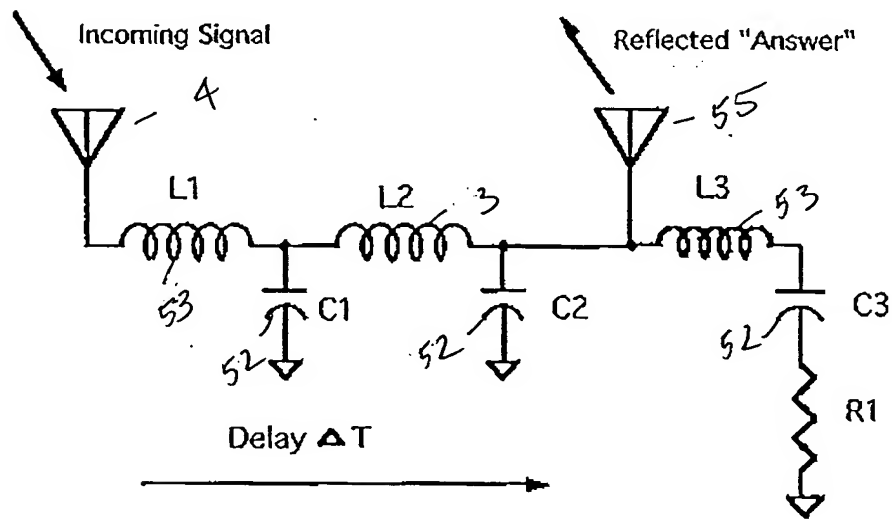 Incoming Signal
Reflected "Answer"
4
55
L1
L2
3
L3
53
53
C1
C2
C3
52
52
52
R1
Delay ΔT